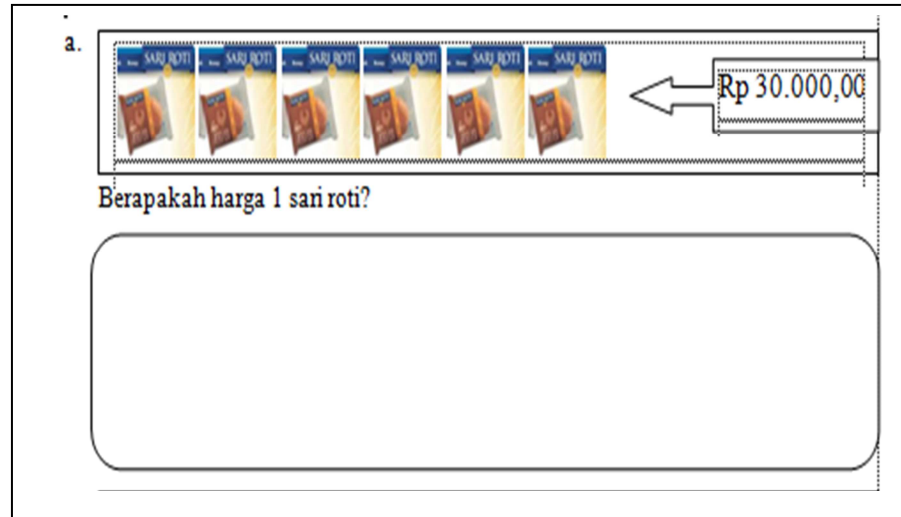 a.
SARI ROTI SARI ROTI SARI ROTI SARI ROTI SARI ROTI SARI ROTI
Rp 30.000,00
Berapakah harga 1 sari roti?